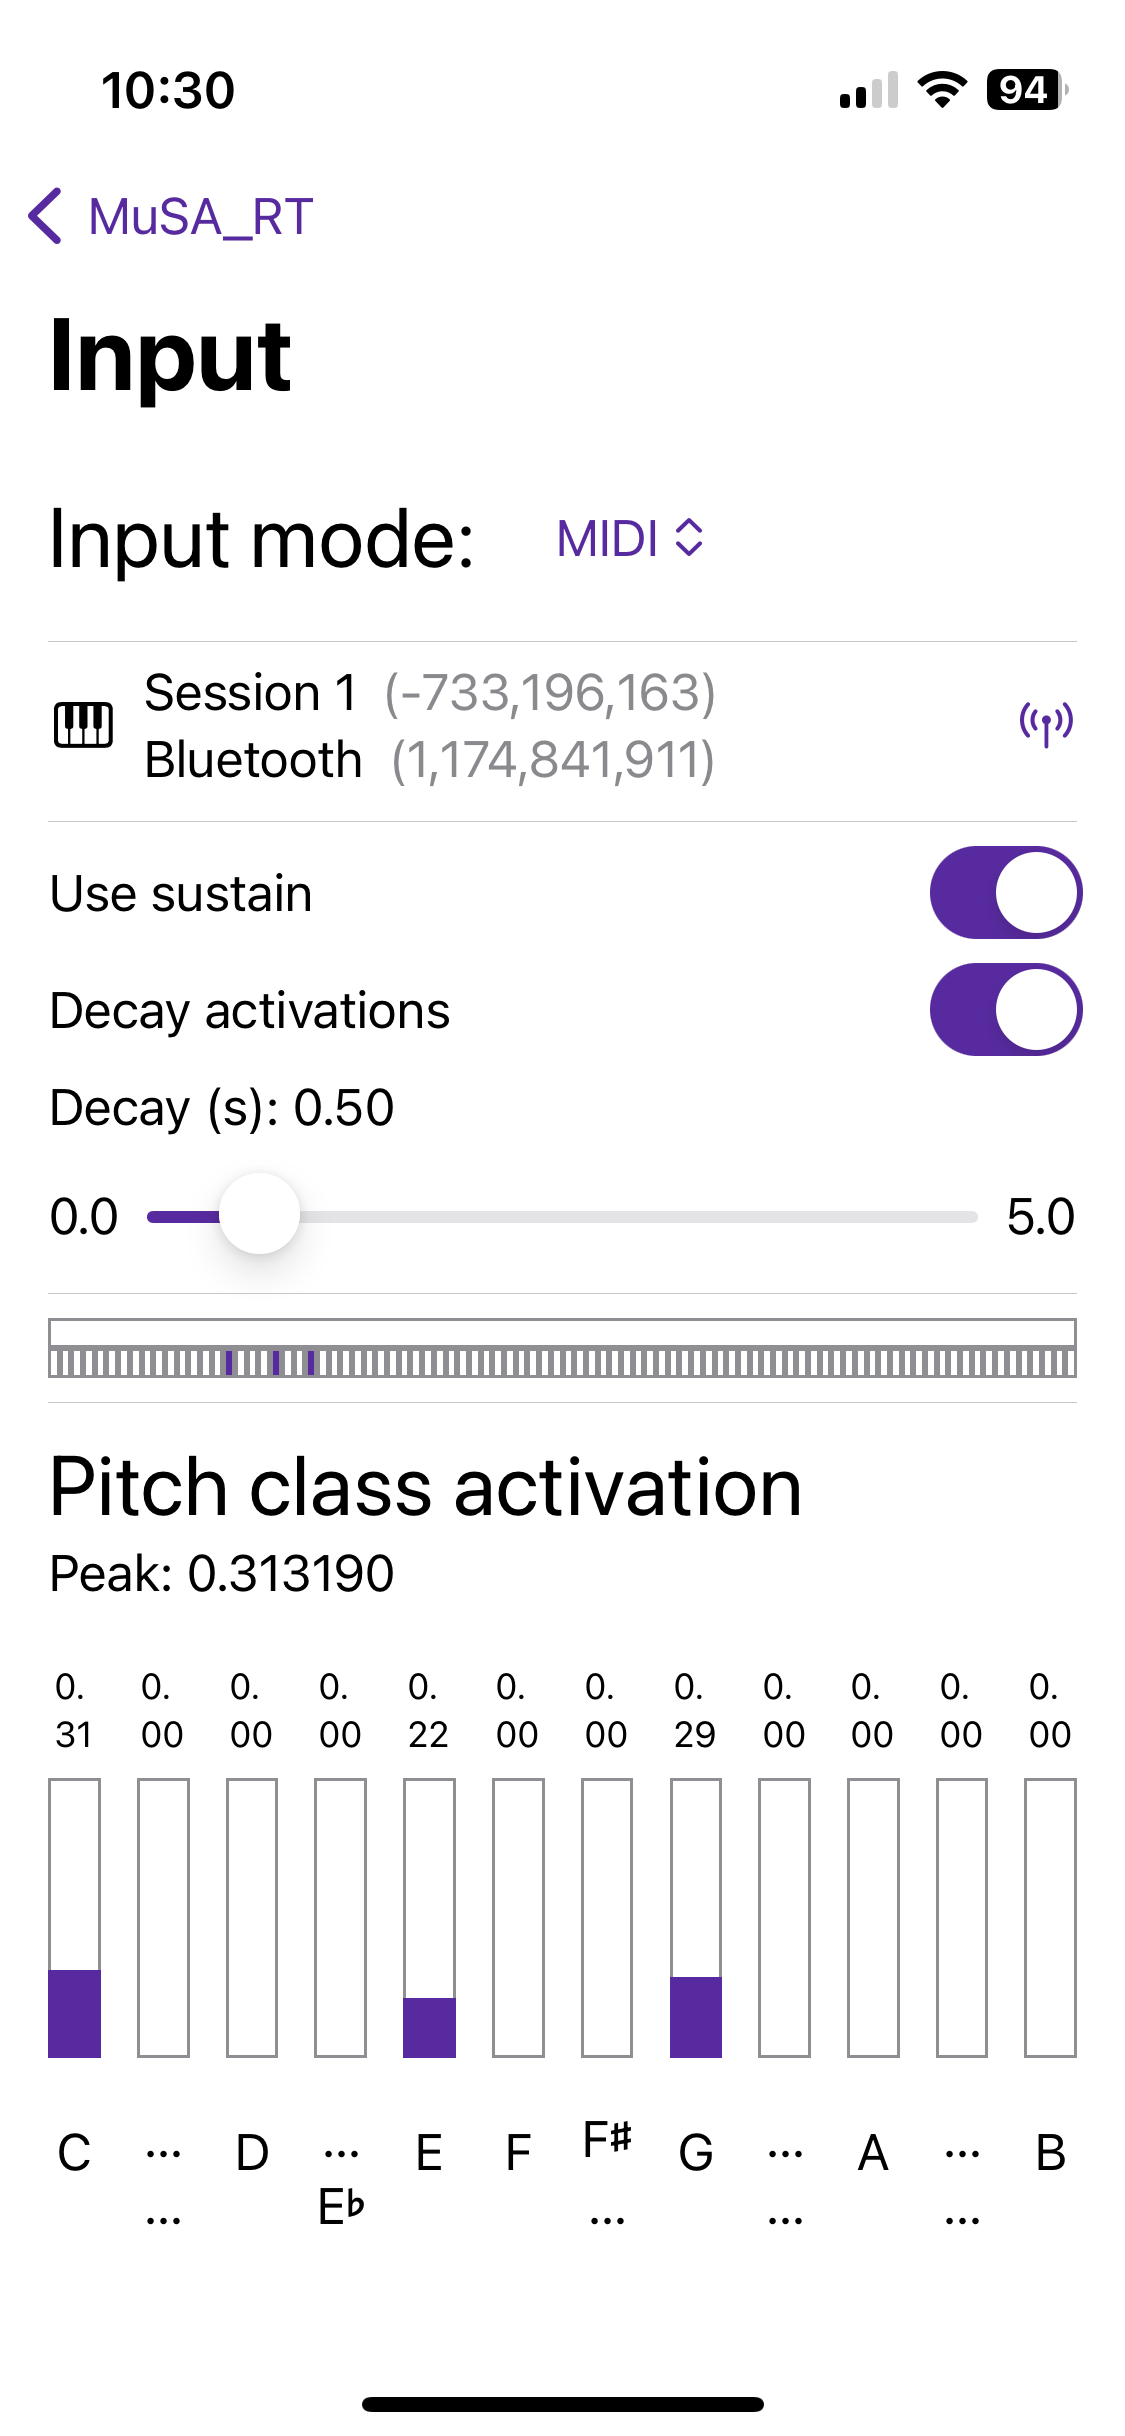 10:30
94
MuSA_RT
Input
Input mode: MIDI
Session 1 (-733,196,163)
Bluetooth (1,174,841,911)
Use sustain
Decay activations
Decay (s): 0.50
0.0 5.0
Pitch class activation
Peak: 0.313190
0. 0. 0. 0. 0. 0. 0. 0. 0. 0. 0. 0.
31 00 00 00 22 00 00 29 00 00 00 00
C ... D ... E F F♯ G ... A ... B
... E♭ ... ... ...